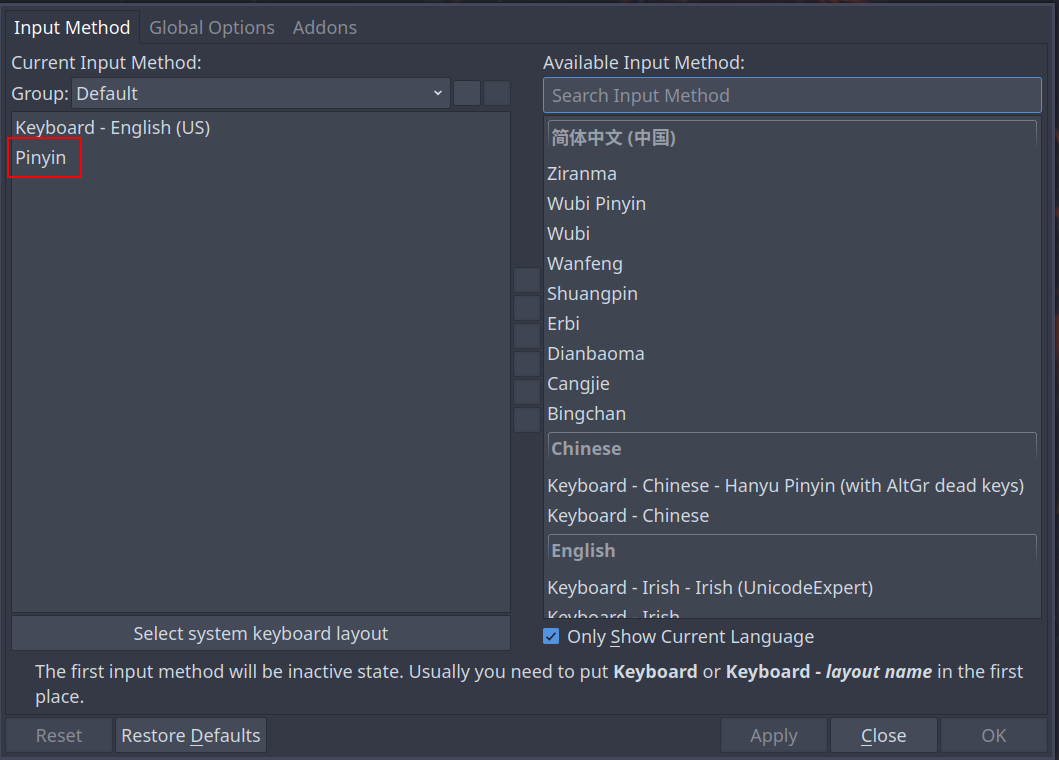 Input Method Global Options Addons
Current Input Method:
Group: Default
Keyboard - English (US)
Pinyin
Select system keyboard layout
Available Input Method:
Search Input Method
简体中文 (中国)
Ziranma
Wubi Pinyin
Wubi
Wanfeng
Shuangpin
Erbi
Dianbaoma
Cangjie
Bingchan
Chinese
Keyboard - Chinese - Hanyu Pinyin (with AltGr dead keys)
Keyboard - Chinese
English
Keyboard - Irish - Irish (UnicodeExpert)
Keyboard - Irish
Only Show Current Language
The first input method will be inactive state. Usually you need to put Keyboard or Keyboard - layout name in the first
place.
Reset Restore Defaults Apply Close OK